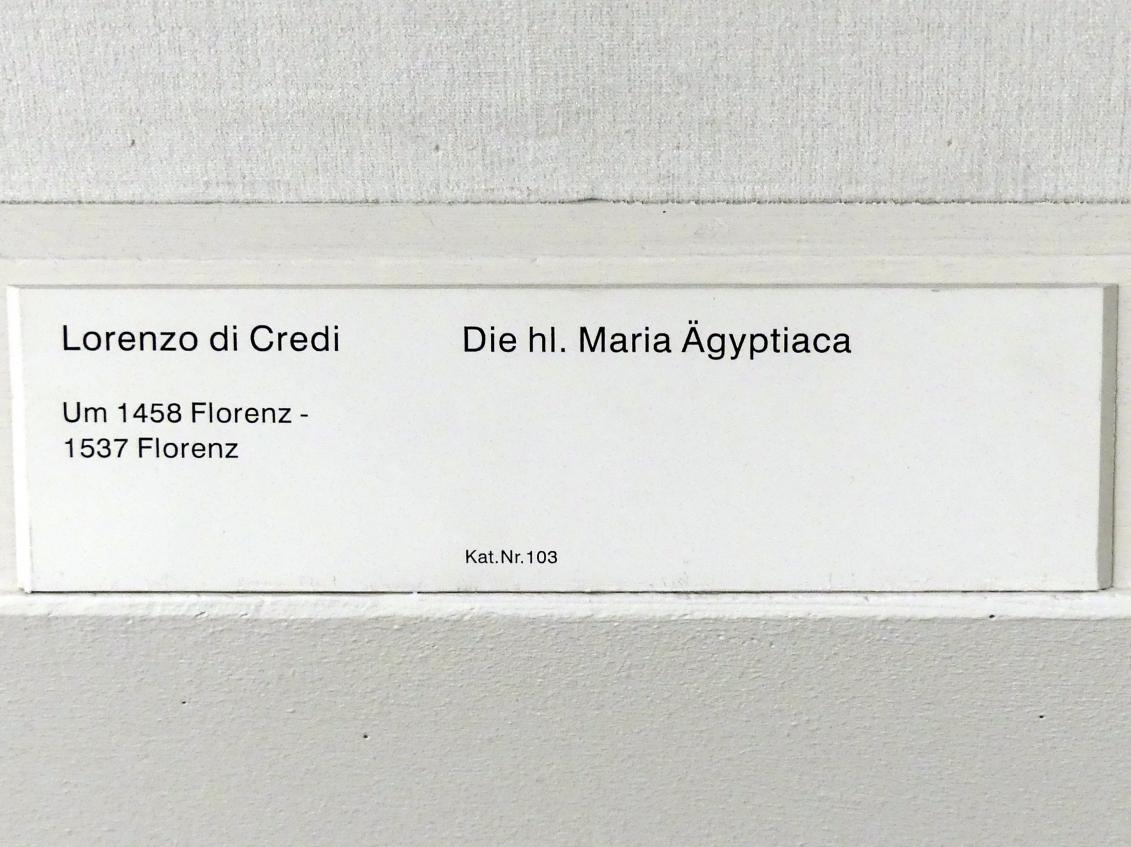 Lorenzo di Credi
Die hl. Maria Ägyptiaca
Um 1458 Florenz -
1537 Florenz
Kat.Nr.103